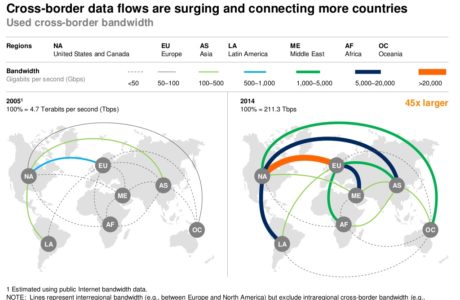 Cross-border data flows are surging and connecting more countries
Used cross-border bandwidth
Regions NA EU AS LA ME AF OC
United States and Canada Europe Asia Latin America Middle East Africa Oceania
Bandwidth
Gigabits per second (Gbps)
<50 50–100 100–500 500–1,000 1,000–5,000 5,000–20,000 >20,000
2005¹
100% = 4.7 Terabits per second (Tbps)
NA EU AS ME LA AF OC
2014
100% = 211.3 Tbps
45x larger
NA EU AS ME LA AF OC
1 Estimated using public Internet bandwidth data.
NOTE: Lines represent interregional bandwidth (e.g., between Europe and North America) but exclude intraregional cross-border bandwidth (e.g.,